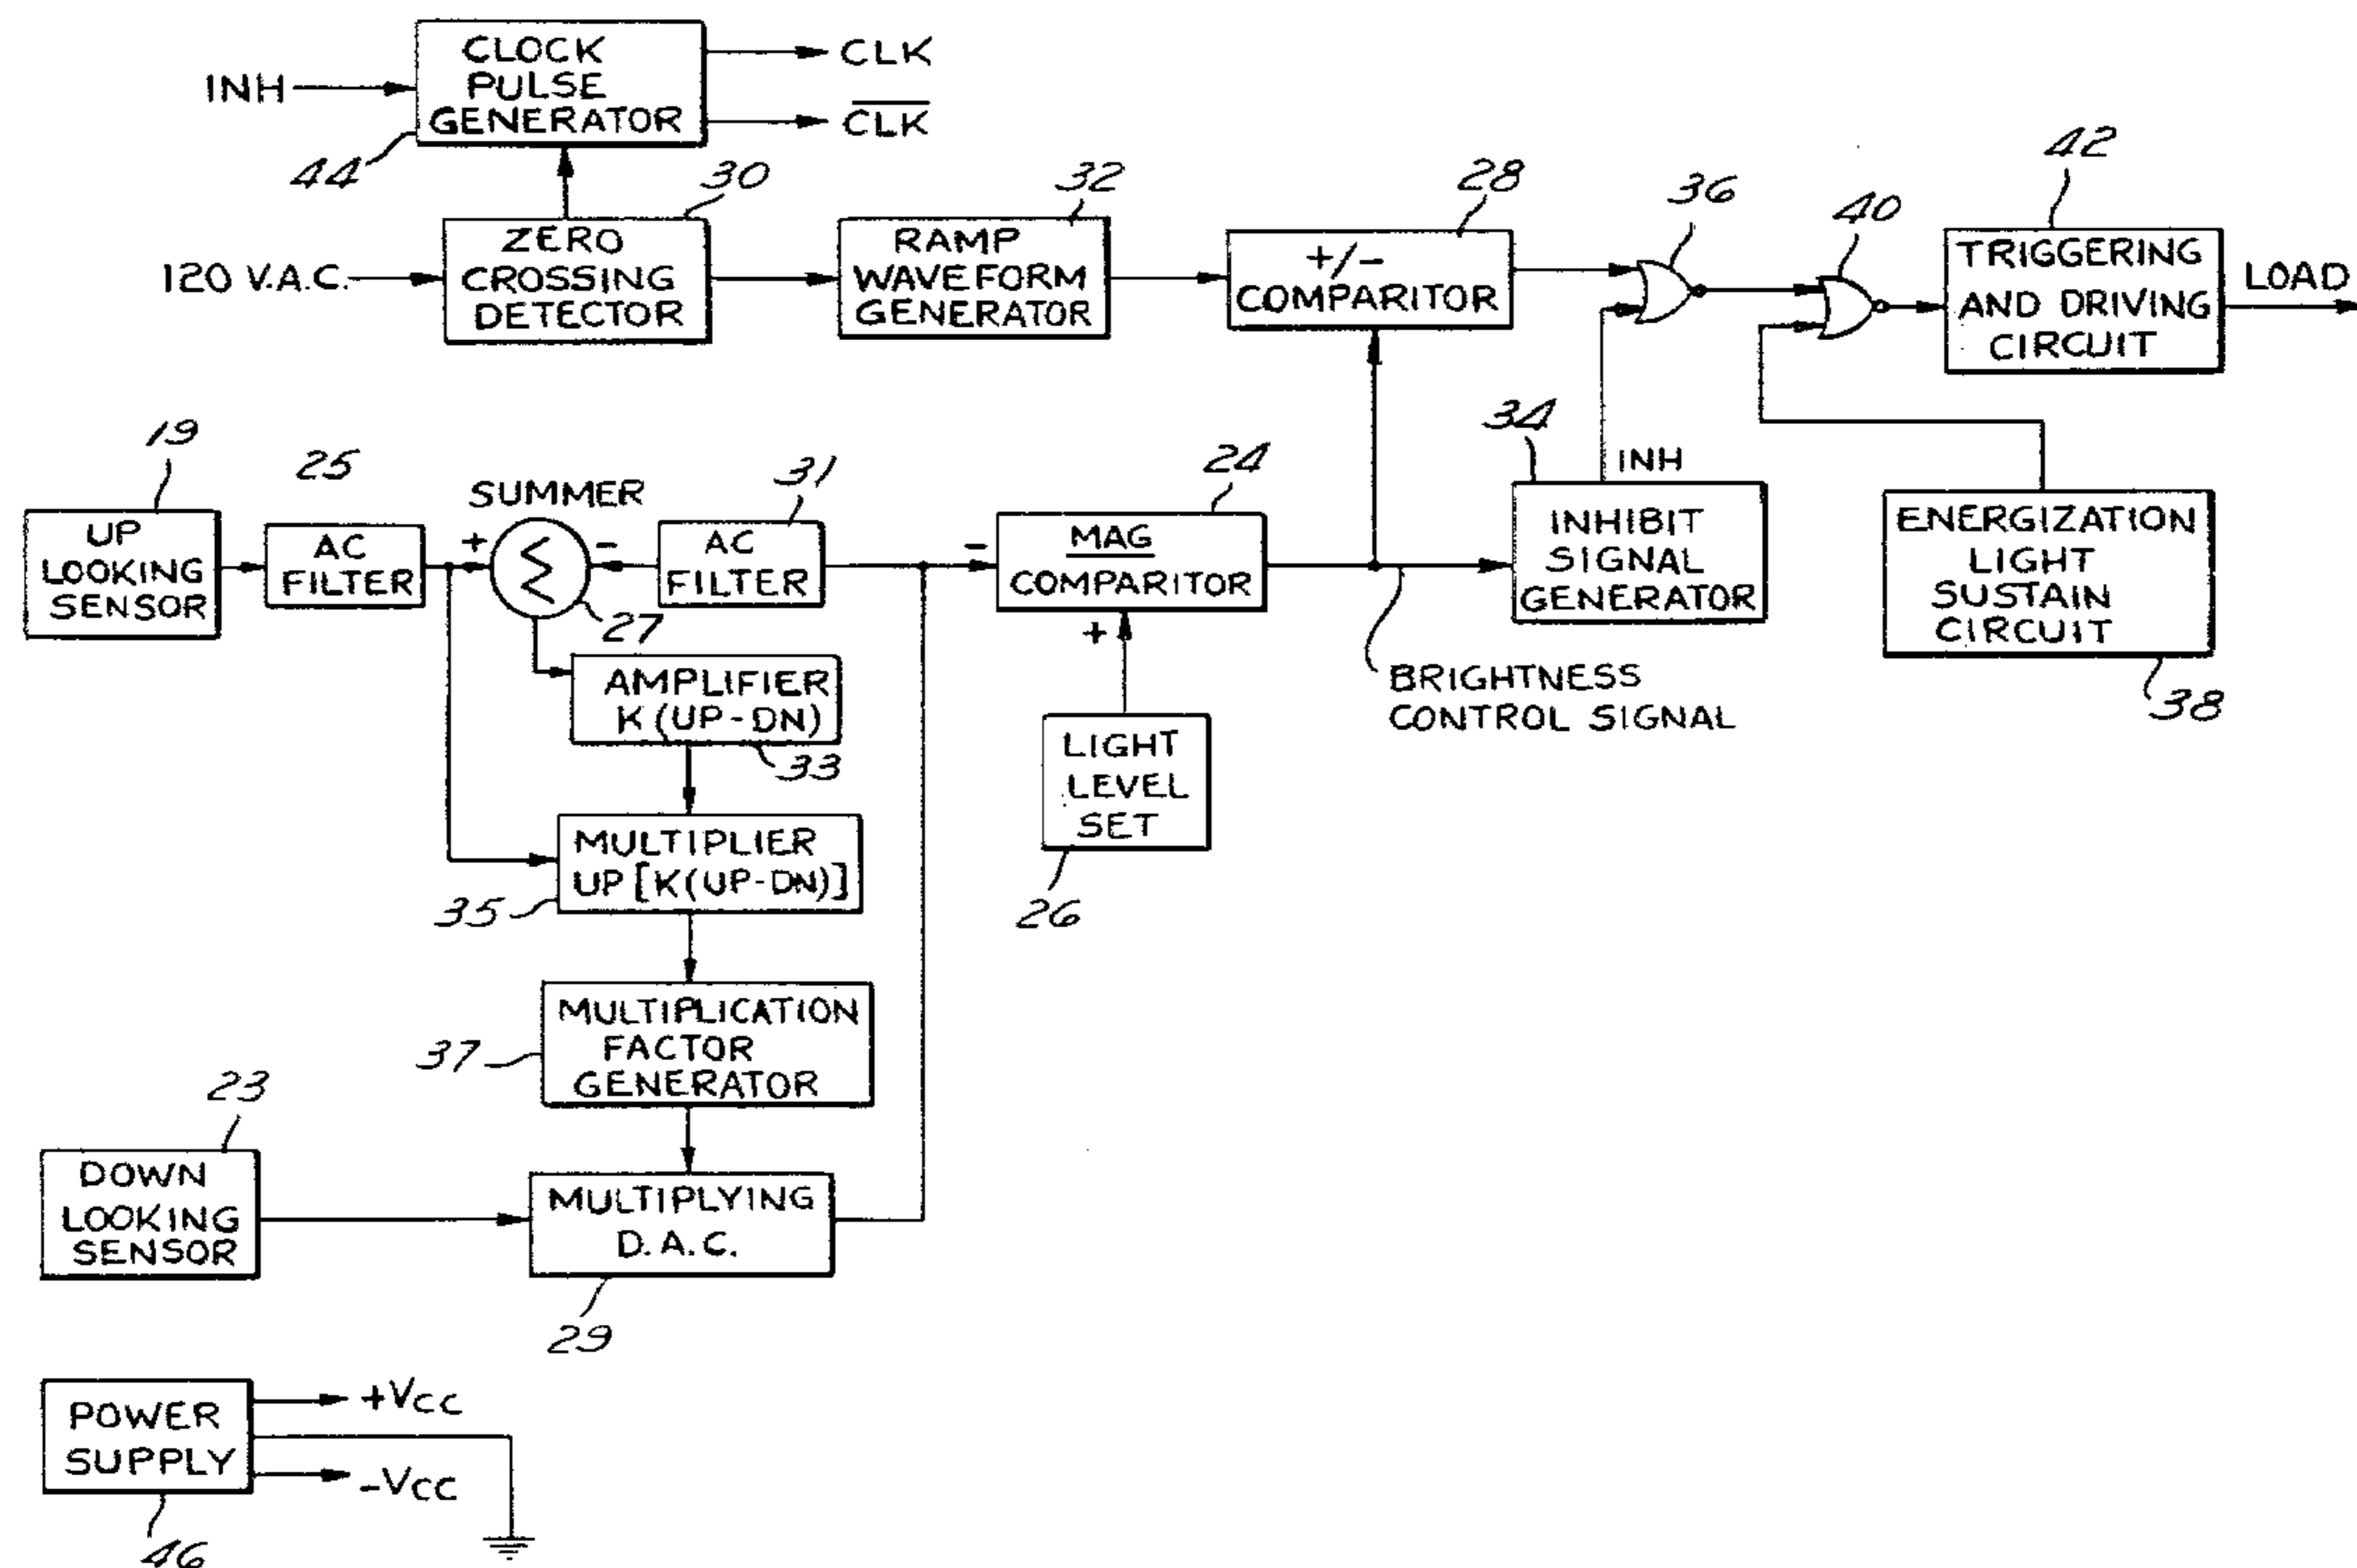 CLOCK
PULSE
GENERATOR
INH
CLK
CLK
44
30
32
28
36
40
42
120 V.A.C.
ZERO
CROSSING
DETECTOR
RAMP
WAVEFORM
GENERATOR
+/-
COMPARITOR
TRIGGERING
AND DRIVING
CIRCUIT
LOAD
19
25
SUMMER
31
24
34
INH
UP
LOOKING
SENSOR
AC
FILTER
+
Σ
-
27
AC
FILTER
-
MAG
COMPARITOR
+
INHIBIT
SIGNAL
GENERATOR
ENERGIZATION
LIGHT
SUSTAIN
CIRCUIT
38
AMPLIFIER
K (UP-DN)
33
BRIGHTNESS
CONTROL SIGNAL
LIGHT
LEVEL
SET
26
MULTIPLIER
UP [K(UP-DN)]
35
MULTIPLICATION
FACTOR
GENERATOR
37
23
DOWN
LOOKING
SENSOR
MULTIPLYING
D.A.C.
29
POWER
SUPPLY
+VCC
-VCC
46